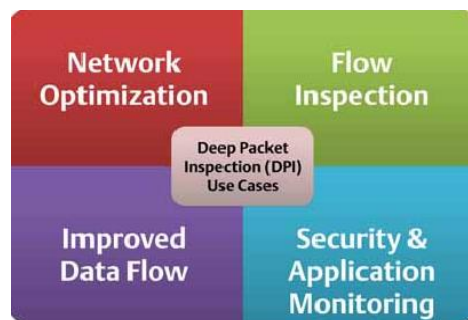 Network
Optimization
Flow
Inspection
Deep Packet
Inspection (DPI)
Use Cases
Improved
Data Flow
Security &
Application
Monitoring